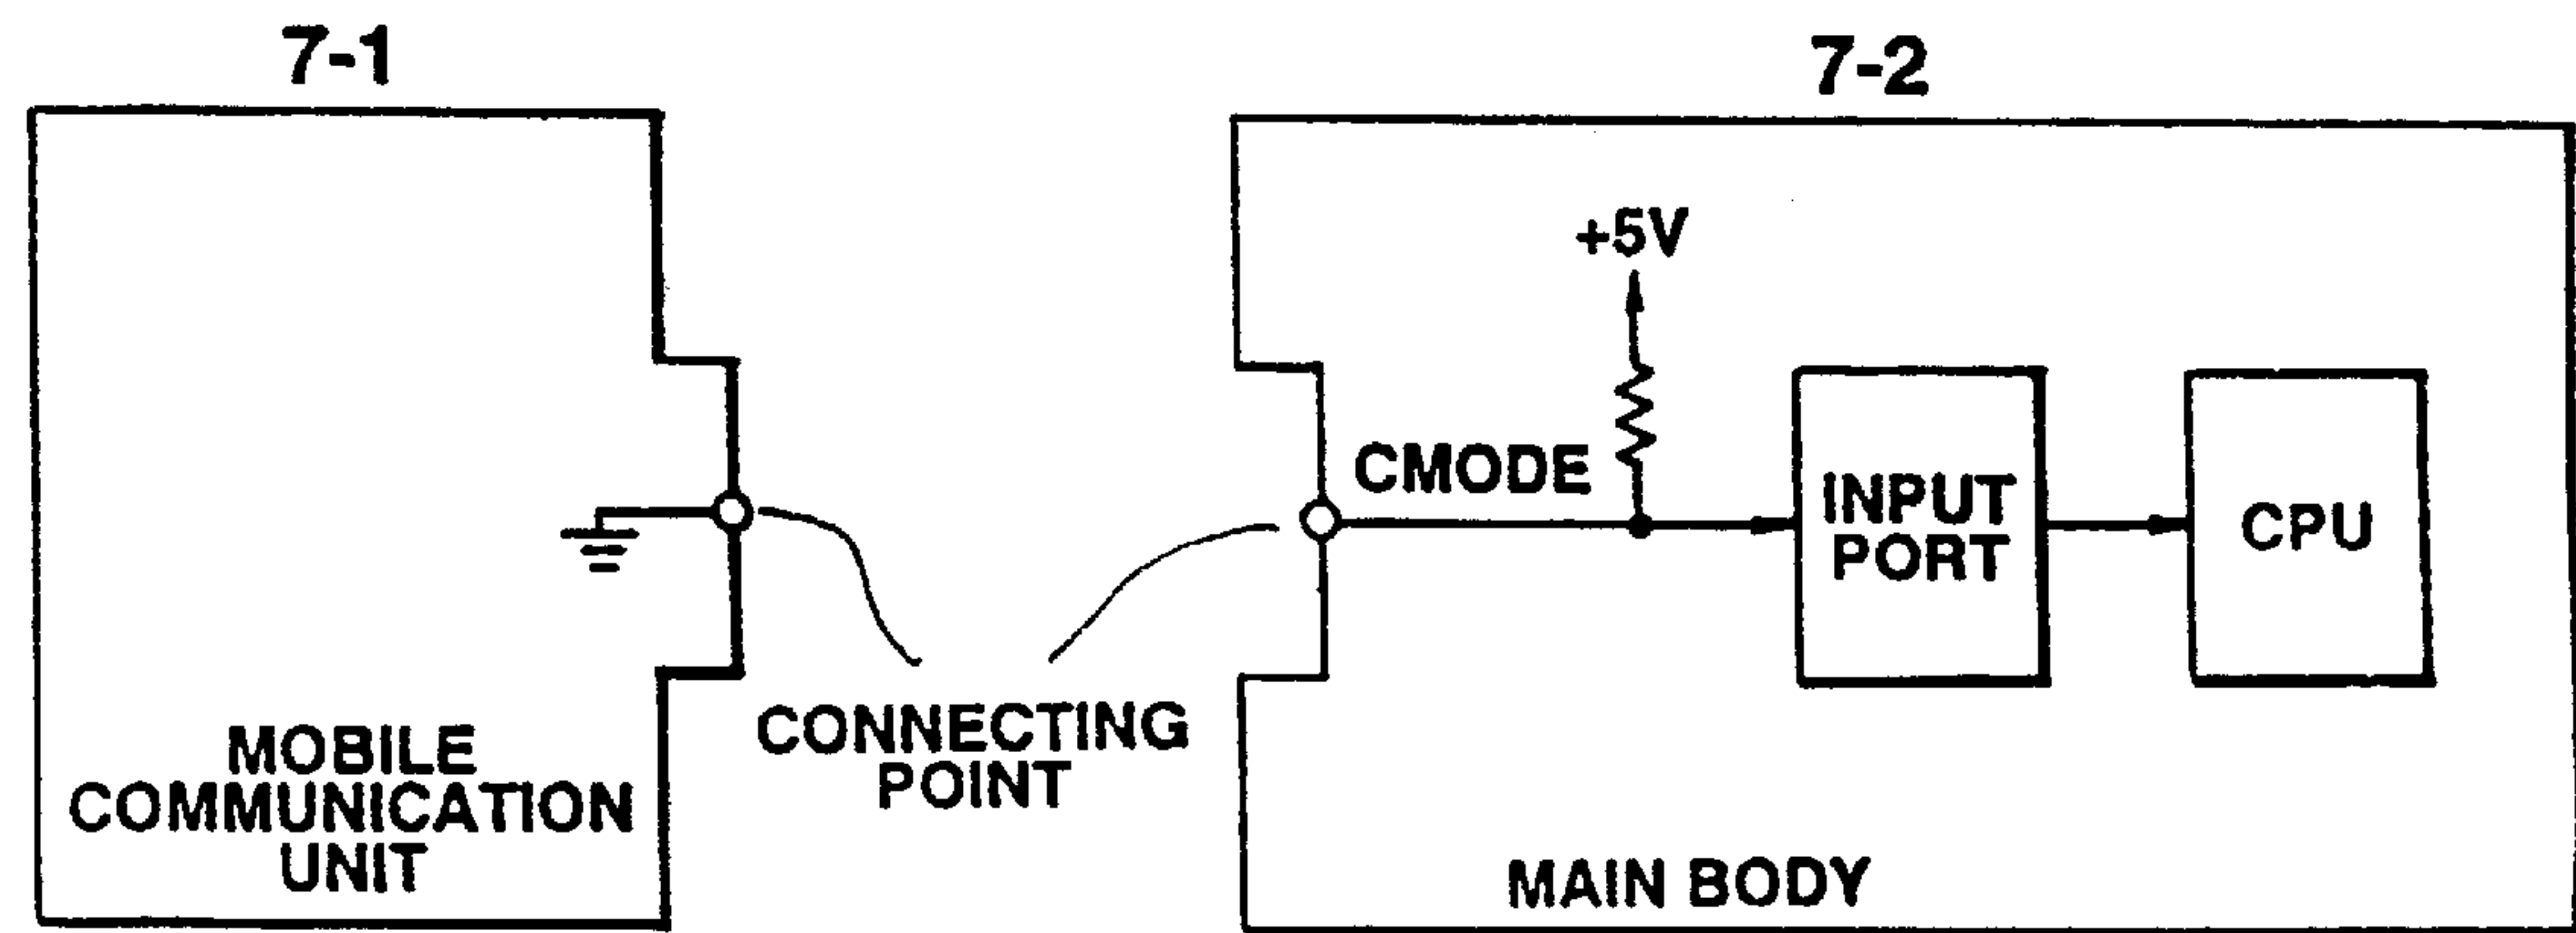 7-1
7-2
+5V
CMODE
INPUT
PORT
CPU
CONNECTING
POINT
MOBILE
COMMUNICATION
UNIT
MAIN BODY